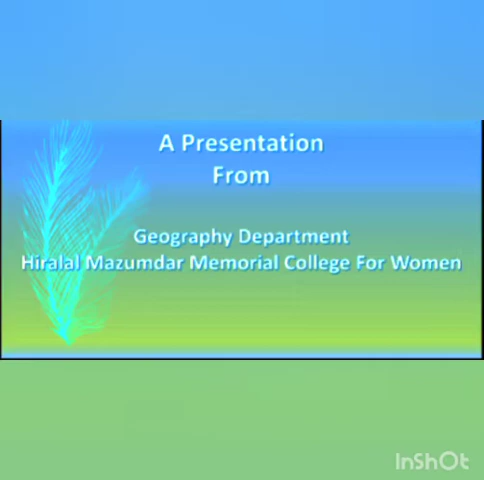 A Presentation
From
Geography Department
Hiralal Mazumdar Memorial College For Women
InShOt